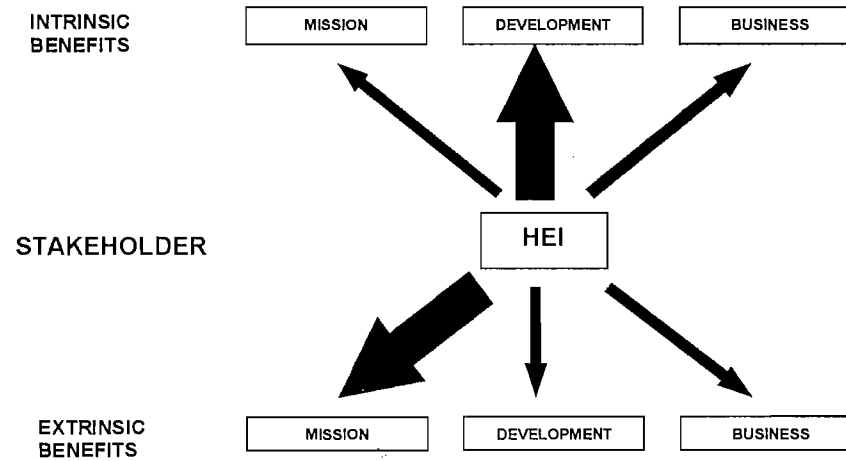 INTRINSIC
BENEFITS
MISSION
DEVELOPMENT
BUSINESS
STAKEHOLDER
HEI
EXTRINSIC
BENEFITS
MISSION
DEVELOPMENT
BUSINESS